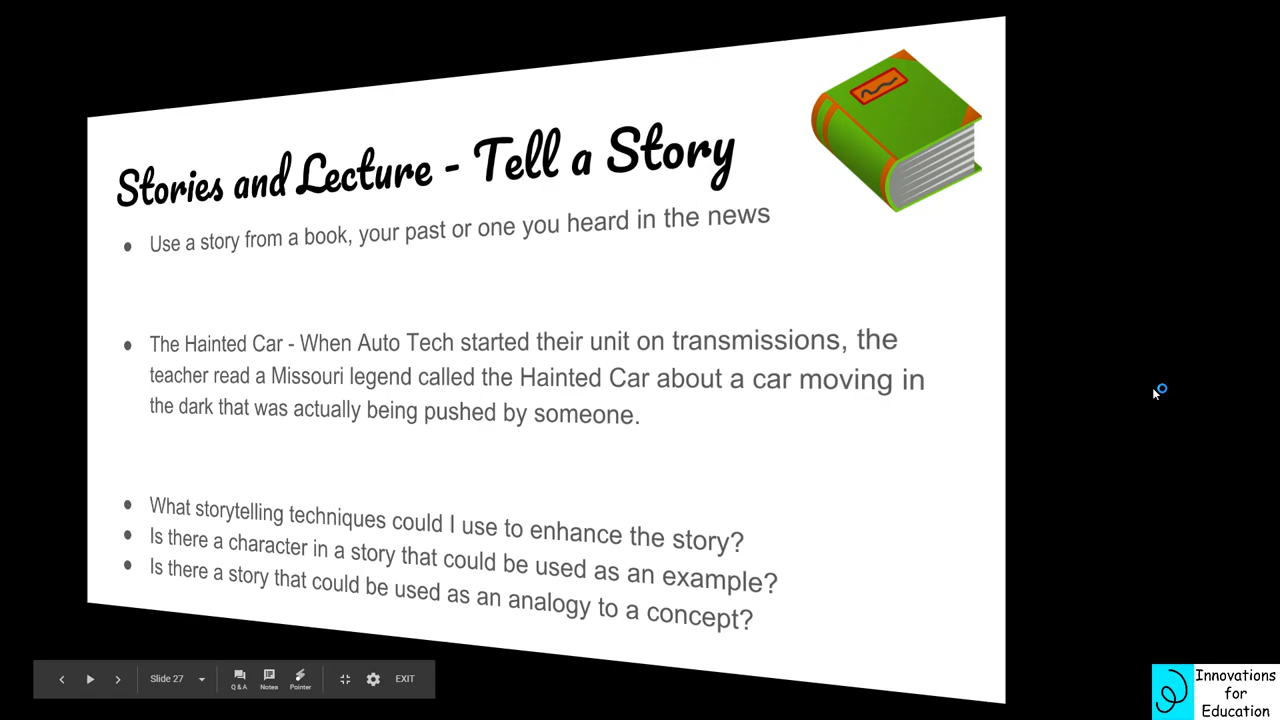 Stories and Lecture - Tell a Story
● Use a story from a book, your past or one you heard in the news
● The Hainted Car - When Auto Tech started their unit on transmissions, the
teacher read a Missouri legend called the Hainted Car about a car moving in
the dark that was actually being pushed by someone.
● What storytelling techniques could I use to enhance the story?
● Is there a character in a story that could be used as an example?
● Is there a story that could be used as an analogy to a concept?
Slide 27
Q & A
Notes
Pointer
EXIT
Innovations
for
Education